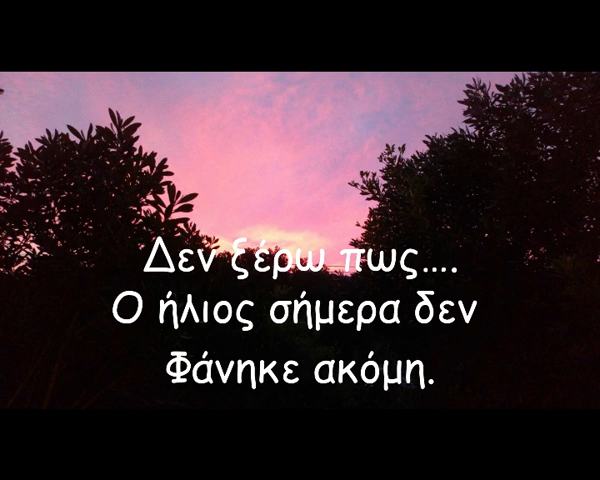 Δεν ξέρω πως....
Ο ήλιος σήμερα δεν
Φάνηκε ακόμη.